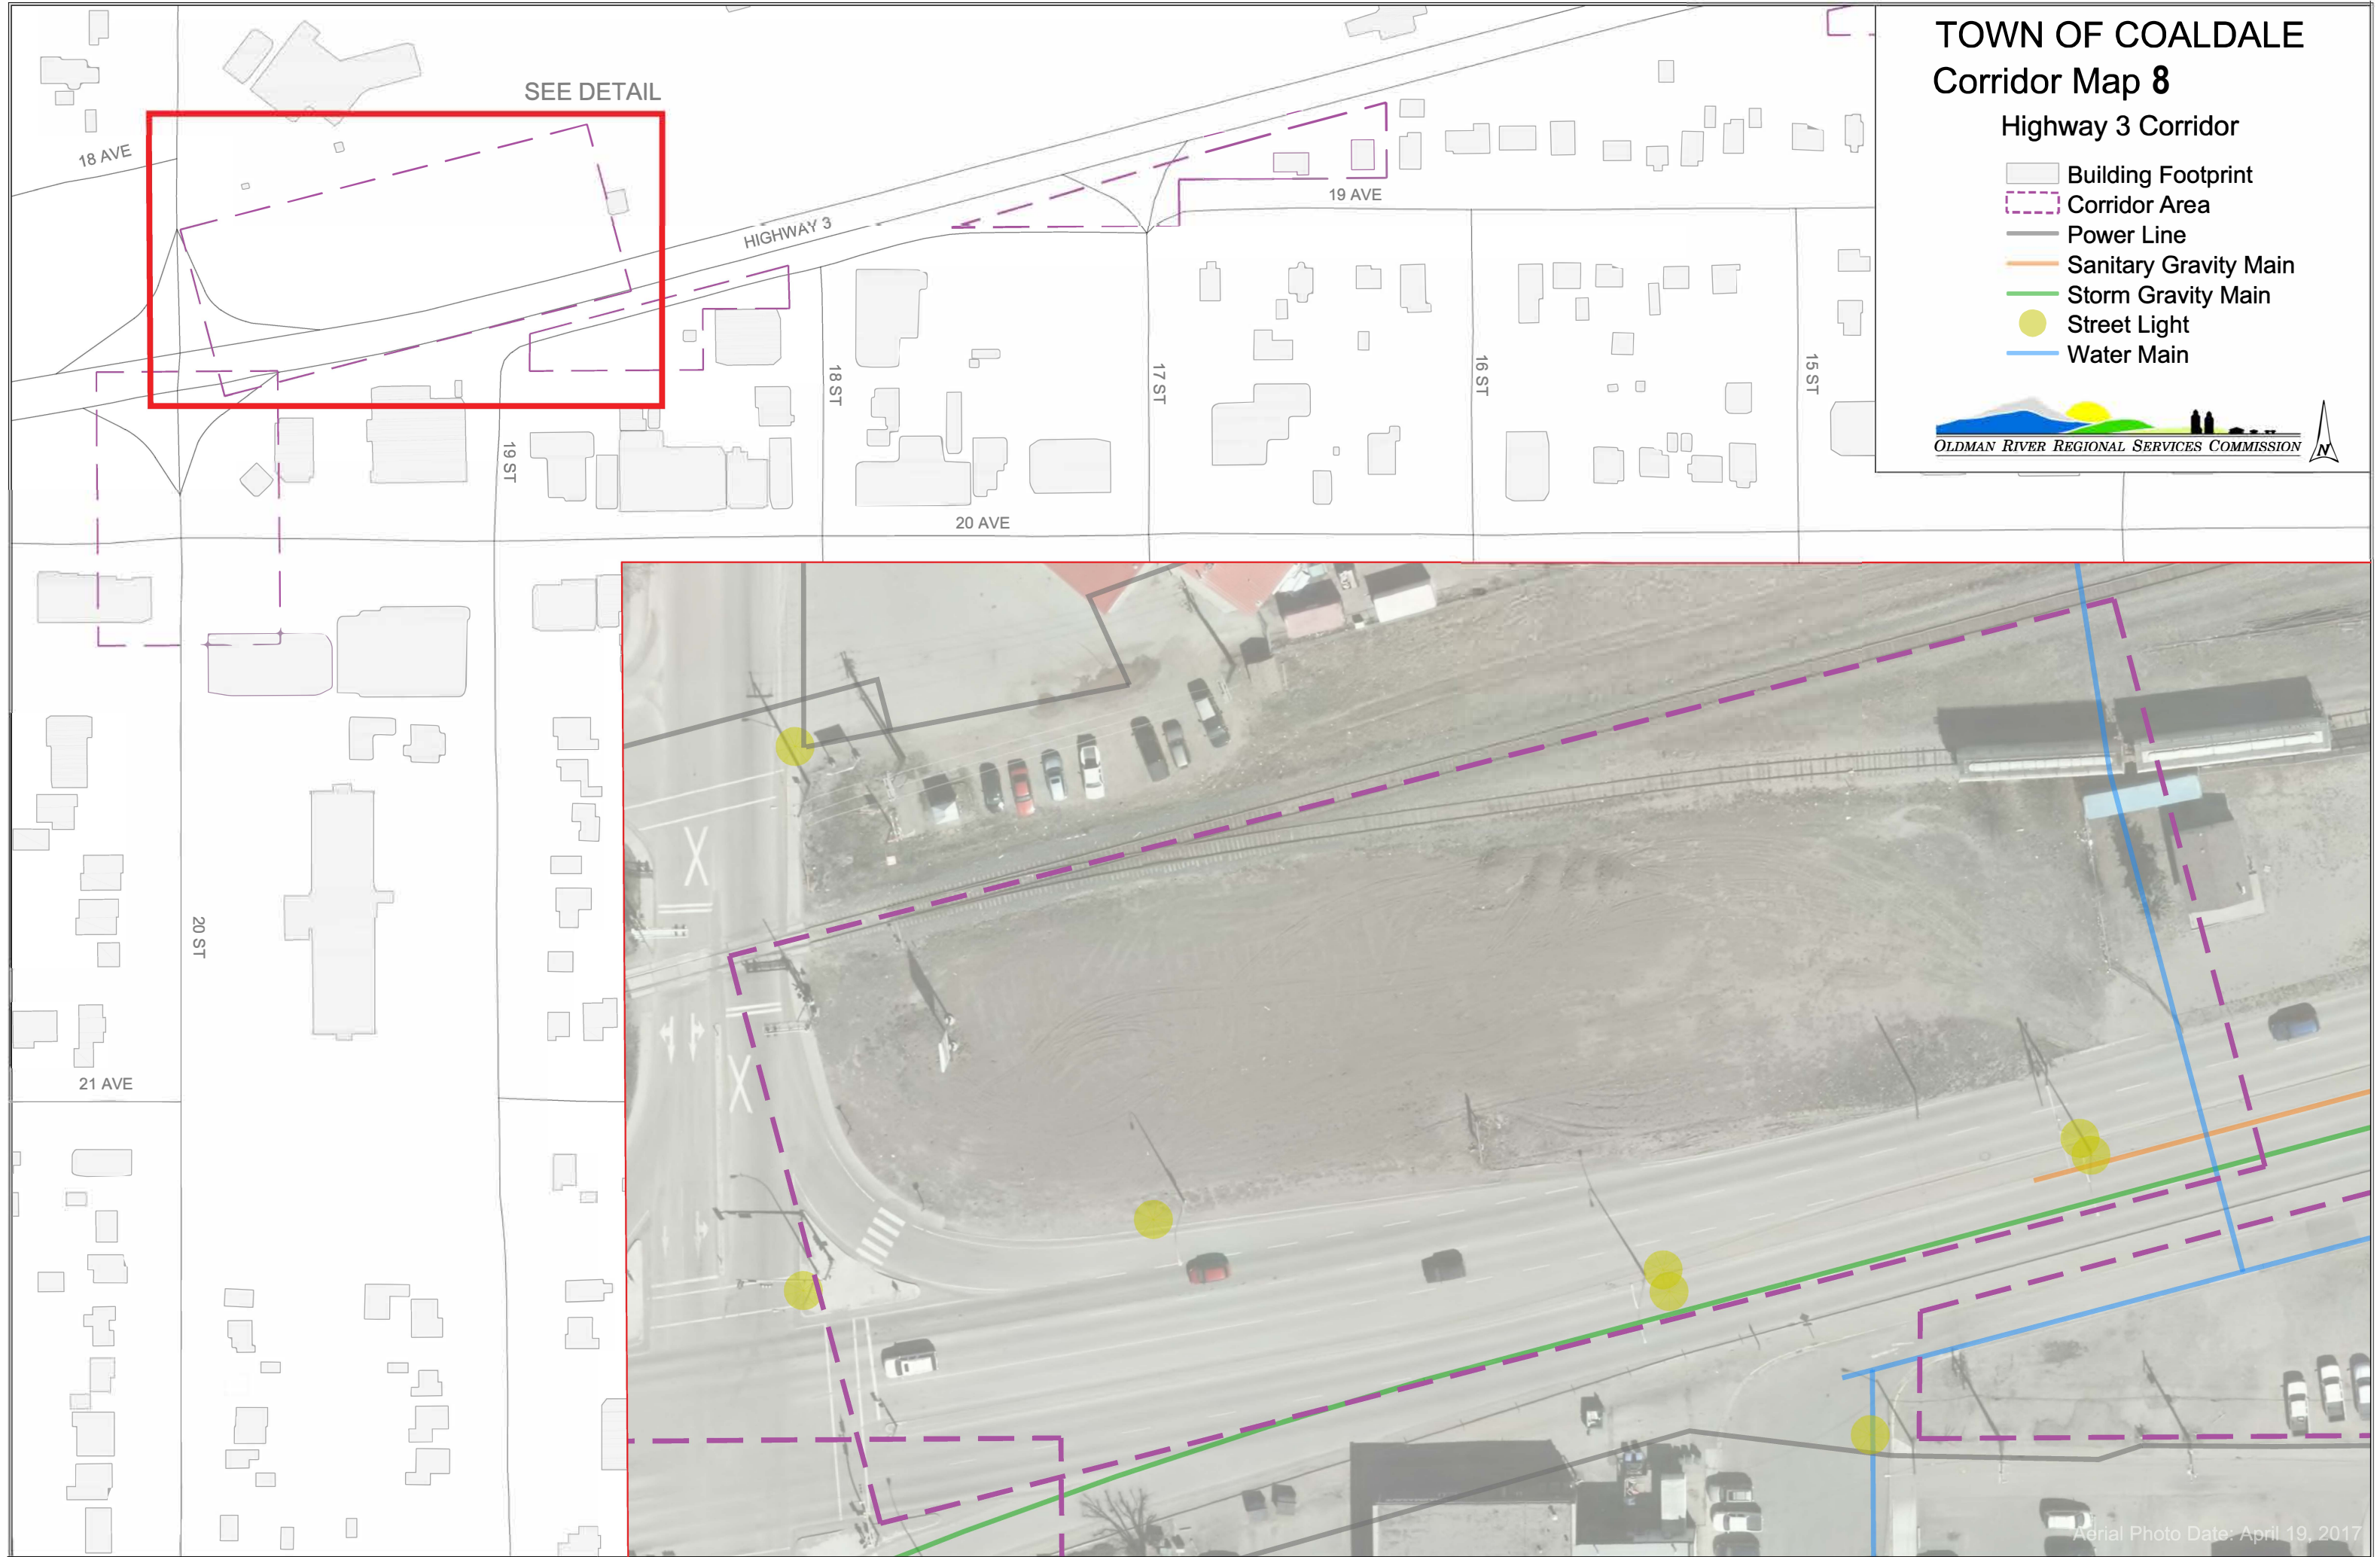 TOWN OF COALDALE
Corridor Map 8
Highway 3 Corridor
Building Footprint
Corridor Area
Power Line
Sanitary Gravity Main
Storm Gravity Main
Street Light
Water Main
OLDMAN RIVER REGIONAL SERVICES COMMISSION
N
SEE DETAIL
18 AVE
HIGHWAY 3
19 AVE
18 ST
17 ST
16 ST
15 ST
19 ST
20 AVE
20 ST
21 AVE
Aerial Photo Date: April 19, 2017